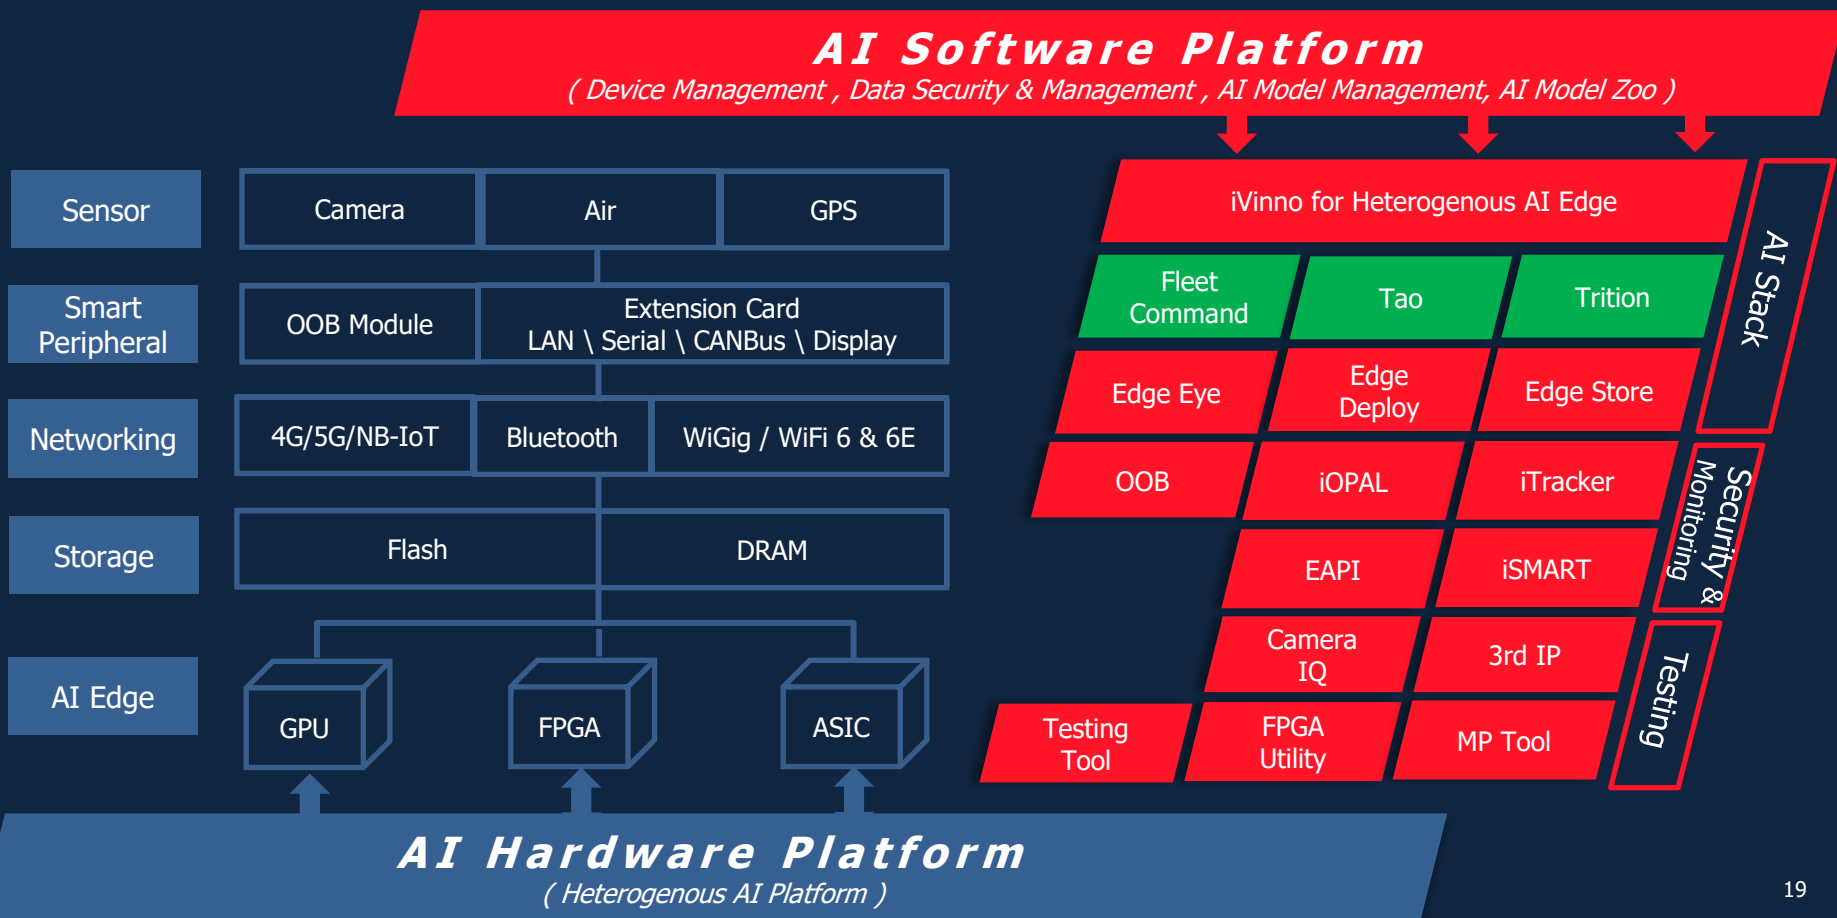 AI Software Platform
( Device Management , Data Security & Management , AI Model Management, AI Model Zoo )
Sensor
Camera
Air
GPS
Smart
Peripheral
OOB Module
Extension Card
LAN \ Serial \ CANBus \ Display
Networking
4G/5G/NB-IoT
Bluetooth
WiGig / WiFi 6 & 6E
Storage
Flash
DRAM
AI Edge
GPU
FPGA
ASIC
iVinno for Heterogenous AI Edge
Fleet
Command
Tao
Trition
Edge Eye
Edge
Deploy
Edge Store
AI Stack
OOB
iOPAL
iTracker
EAPI
iSMART
Security &
Monitoring
Camera
IQ
3rd IP
Testing
Tool
FPGA
Utility
MP Tool
Testing
AI Hardware Platform
( Heterogenous AI Platform )
19